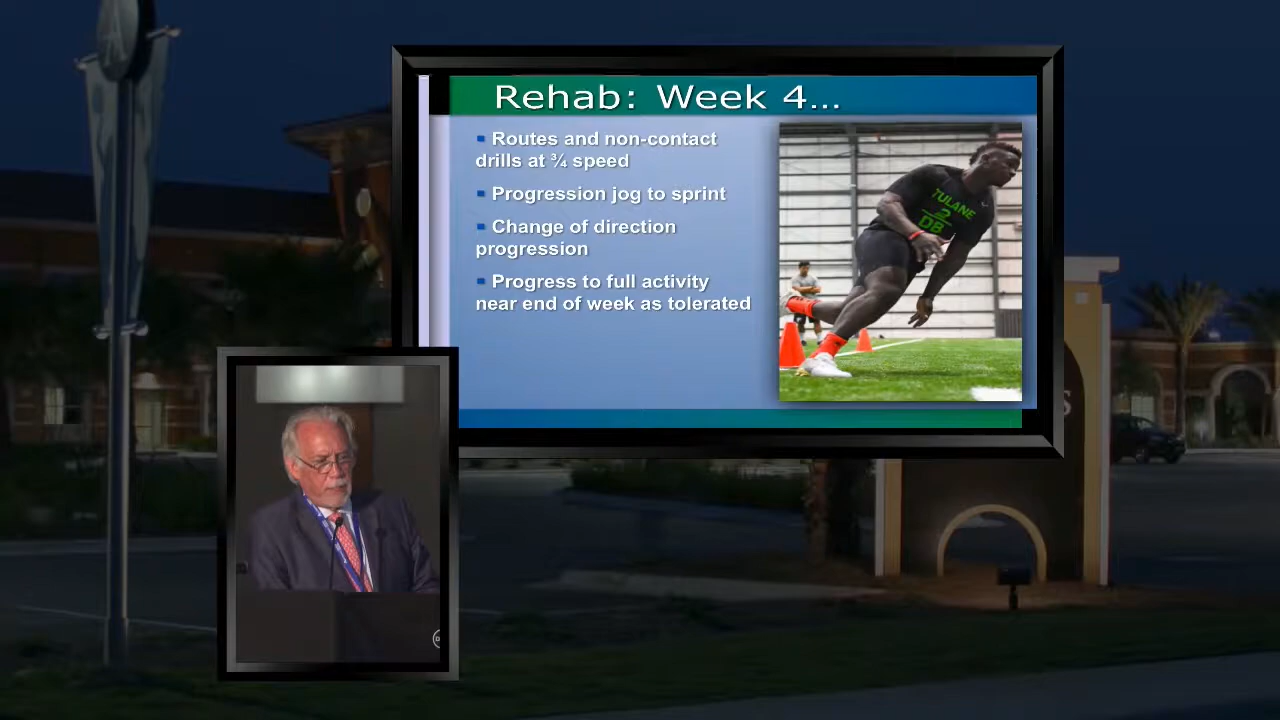 Rehab: Week 4…
▪ Routes and non-contact
drills at ¾ speed
▪ Progression jog to sprint
▪ Change of direction
progression
▪ Progress to full activity
near end of week as tolerated
TULANE
2
DB
S